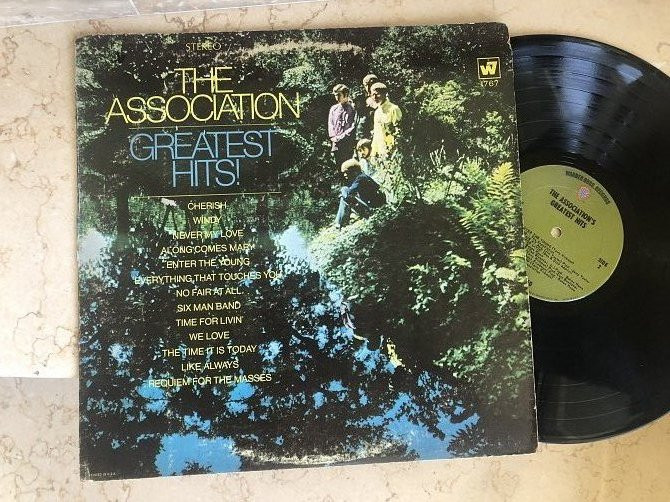 STEREO
W7
1767
THE
ASSOCIATION
GREATEST
HITS!
CHERISH
WINDY
NEVER MY LOVE
ALONG COMES MARY
ENTER THE YOUNG
EVERYTHING THAT TOUCHES YOU
NO FAIR AT ALL
SIX MAN BAND
TIME FOR LIVIN'
WE LOVE
THE TIME IT IS TODAY
LIKE ALWAYS
REQUIEM FOR THE MASSES
THE ASSOCIATION'S
GREATEST HITS
SIDE